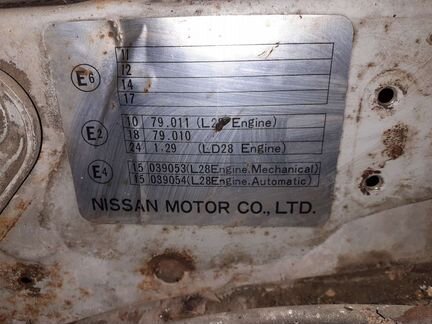 E6
11
12
14
17
E2
10 79.011 (L28 Engine)
18 79.010
24 1.29 (LD28 Engine)
E4
15 039053 (L28Engine.Mechanical)
15 039054 (L28Engine.Automatic)
NISSAN MOTOR CO., LTD.